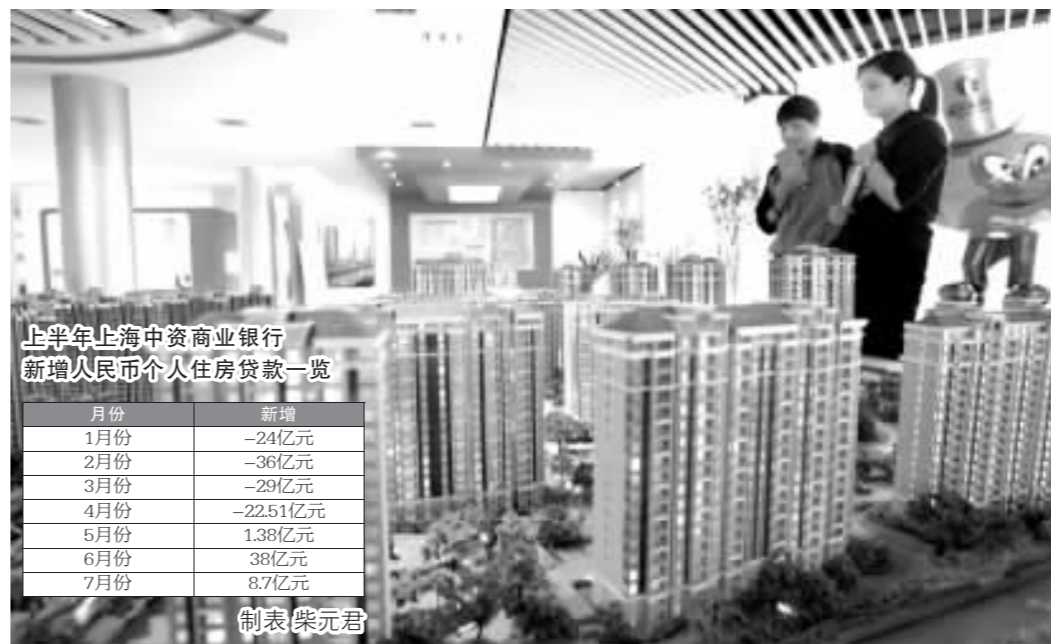 上半年上海中资商业银行
新增人民币个人住房贷款一览
月份 新增
1月份 –24亿元
2月份 –36亿元
3月份 –29亿元
4月份 –22.51亿元
5月份 1.38亿元
6月份 38亿元
7月份 8.7亿元
制表 柴元君